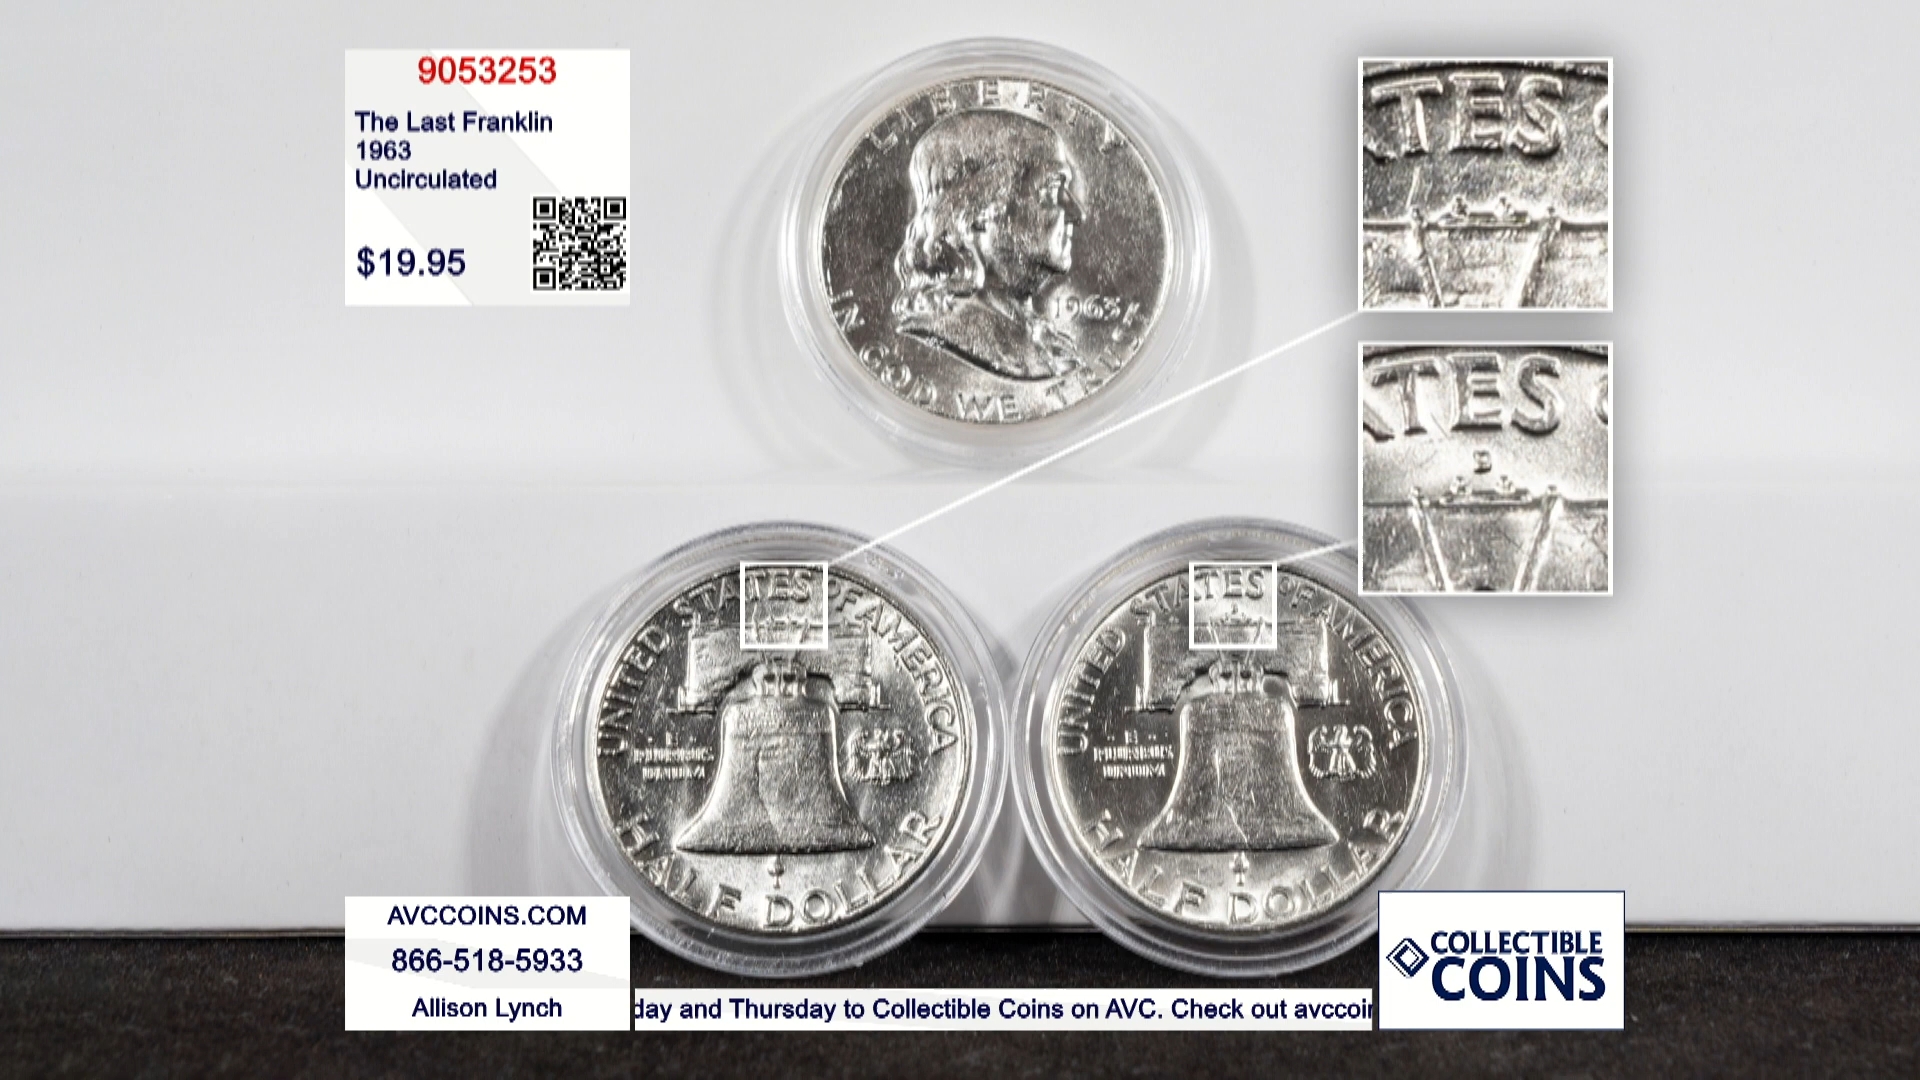 9053253
The Last Franklin
1963
Uncirculated
$19.95
LIBERTY
1963
IN GOD WE TRU
TES
TES
D
UNITED STATES OF AMERICA
HALF DOLLAR
UNITED STATES OF AMERICA
HALF DOLLAR
AVCCOINS.COM
866-518-5933
Allison Lynch
day and Thursday to Collectible Coins on AVC. Check out avccoin
COLLECTIBLE
COINS